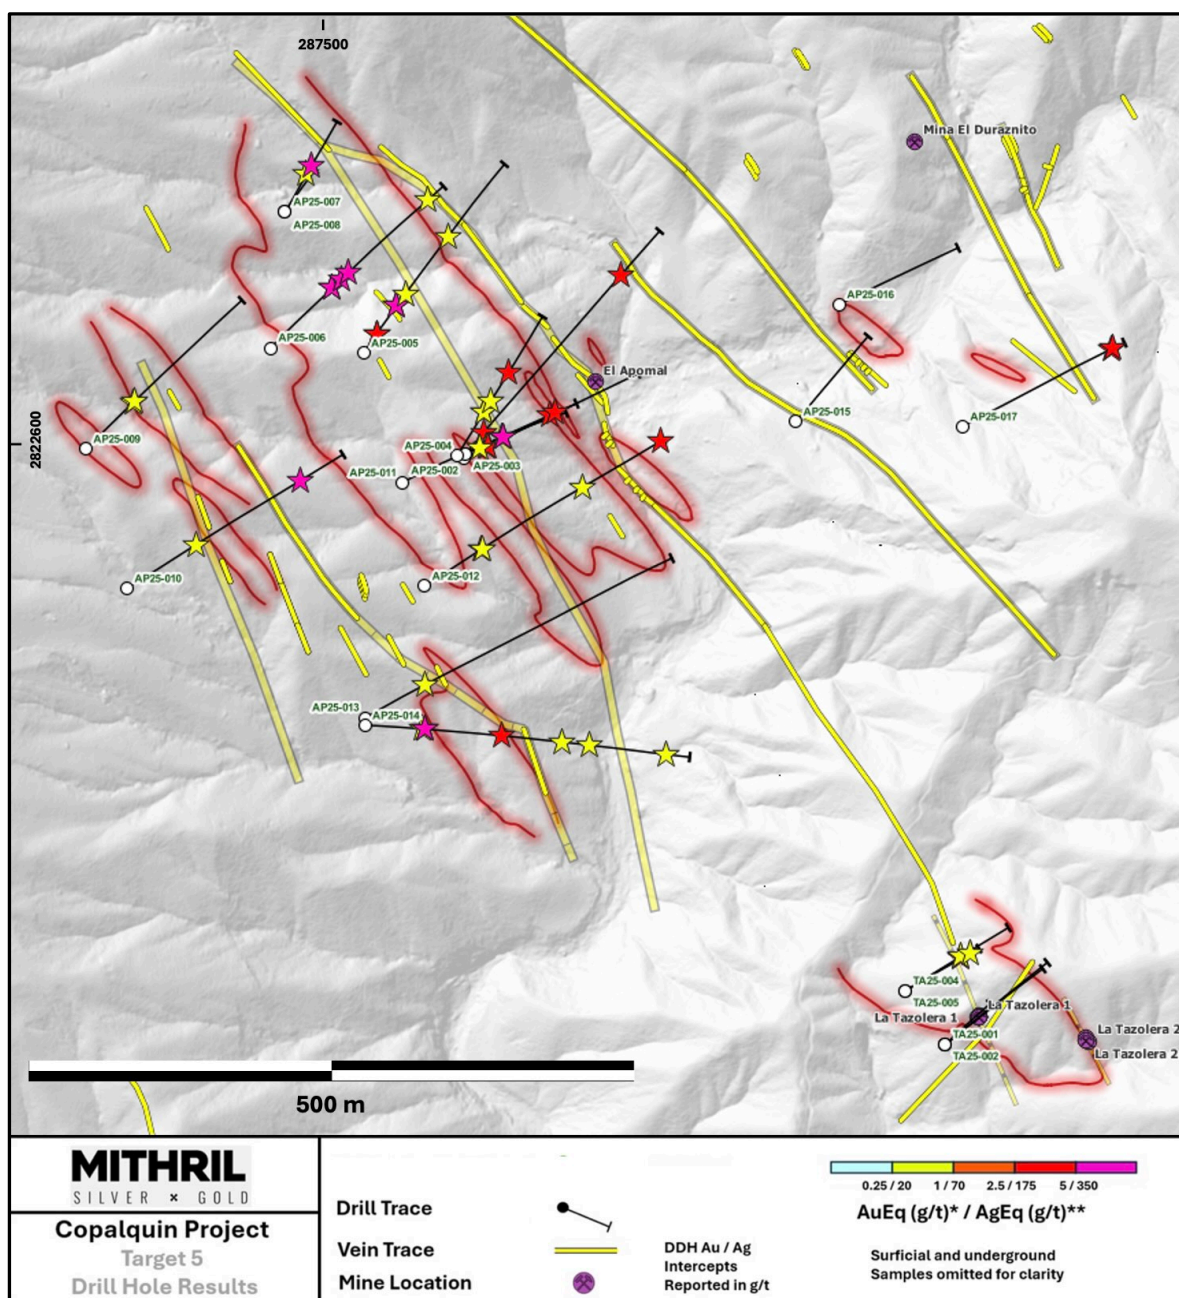 287500
2822600
Mina El Duraznito
AP25-007
AP25-008
AP25-016
AP25-006
AP25-005
El Apomal
AP25-015
AP25-017
AP25-009
AP25-004
AP25-011
AP25-002
AP25-003
AP25-010
AP25-012
AP25-013
AP25-014
TA25-004
TA25-005
La Tazolera 1
La Tazolera 1
TA25-001
TA25-002
La Tazolera 2
La Tazolera 2
500 m
MITHRIL
SILVER × GOLD
Copalquin Project
Target 5
Drill Hole Results
Drill Trace
Vein Trace
Mine Location
DDH Au / Ag
Intercepts
Reported in g/t
0.25 / 20 1 / 70 2.5 / 175 5 / 350
AuEq (g/t)* / AgEq (g/t)**
Surficial and underground
Samples omitted for clarity